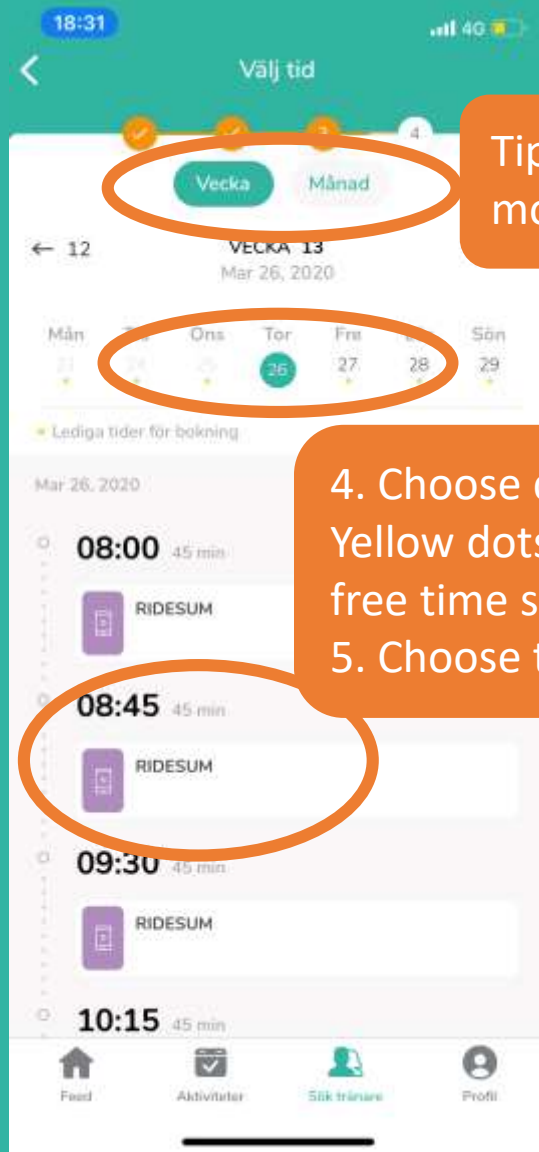 18:31
4G
Välj tid
4
Vecka Månad
Tip
mo
← 12 VECKA 13
Mar 26, 2020
Mån Ons Tor Fre Sön
26 27 28 29
Lediga tider för bokning
Mar 26, 2020
4. Choose
Yellow dots
free time s
5. Choose t
08:00 45 min
RIDESUM
08:45 45 min
RIDESUM
09:30 45 min
RIDESUM
10:15 45 min
Feed Aktiviteter Sök tränare Profil